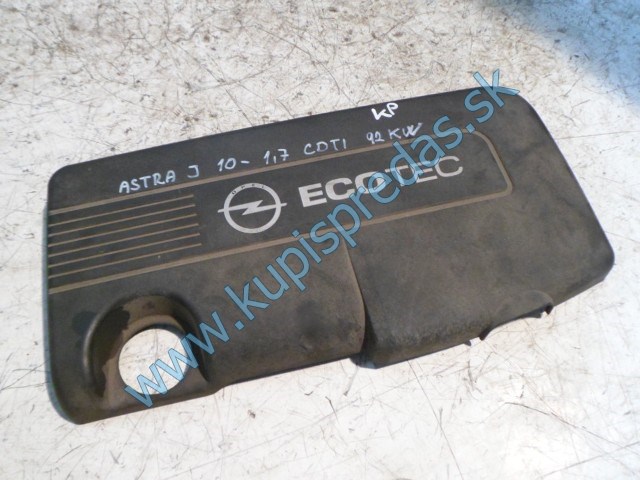 KP
ASTRA J 10- 1,7 CDTI 92 KW
ECOTEC
www.kupispredas.sk